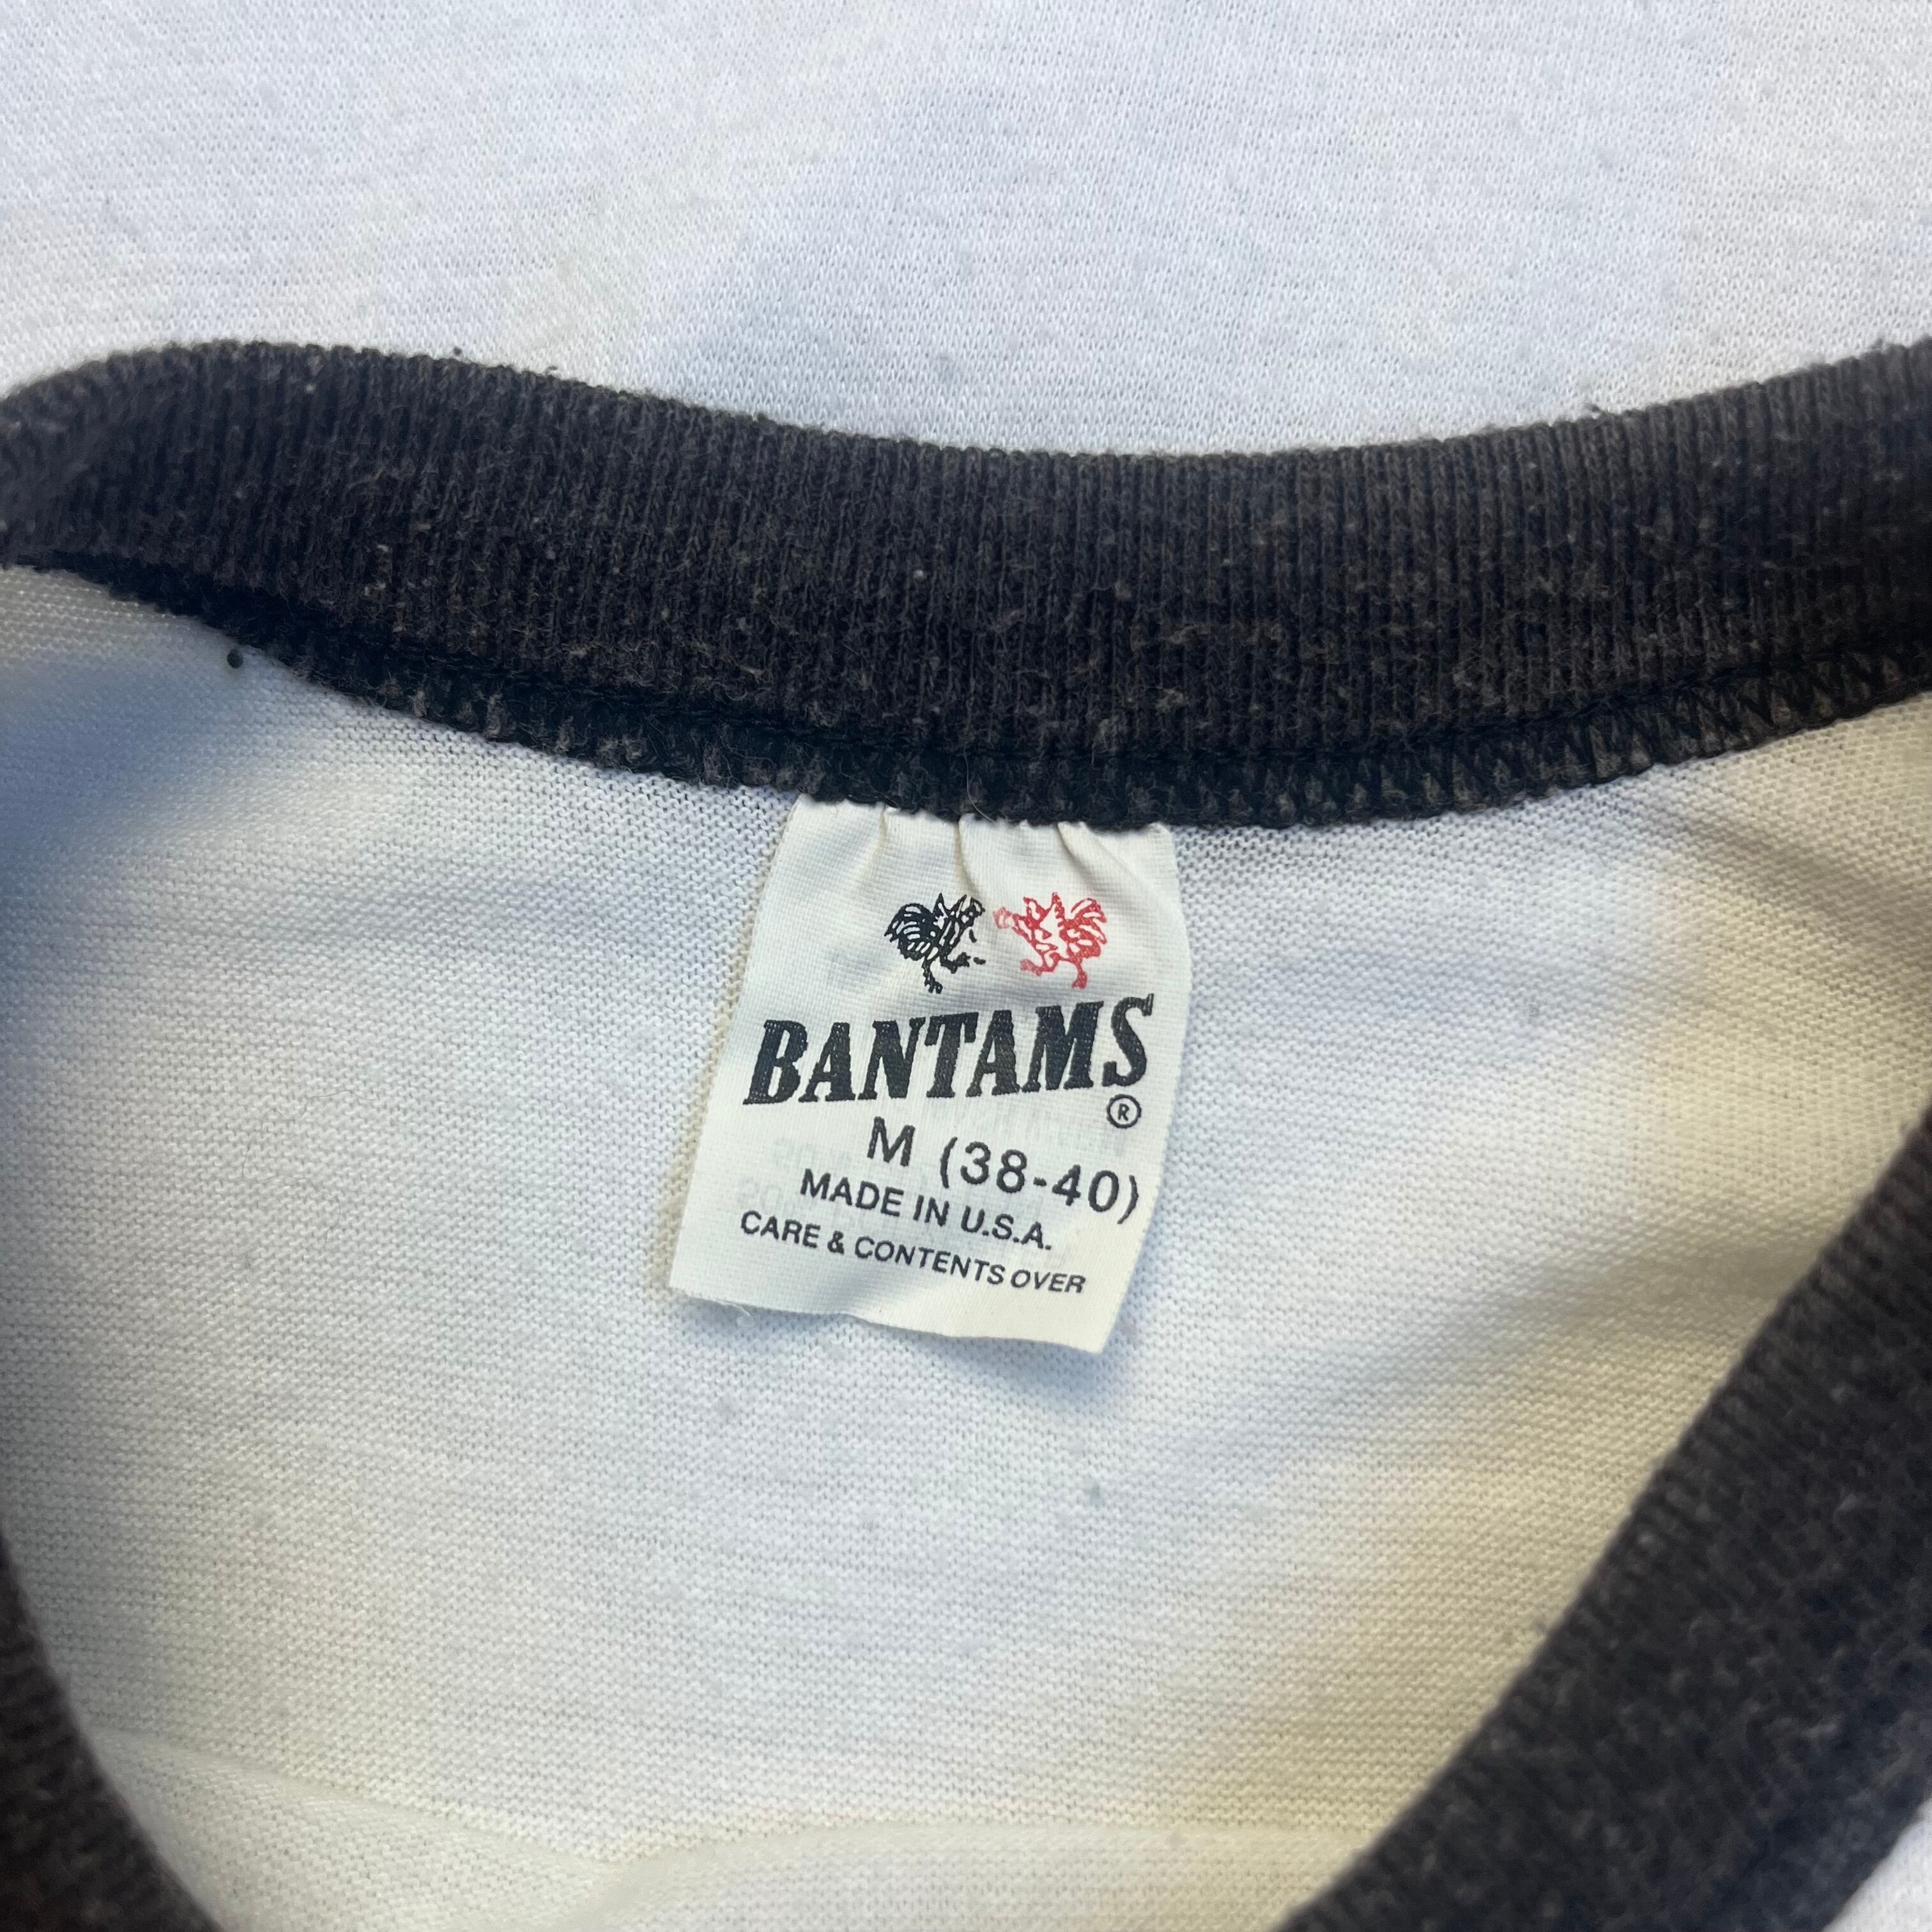 BANTAMS
®
M (38-40)
MADE IN U.S.A.
CARE & CONTENTS OVER